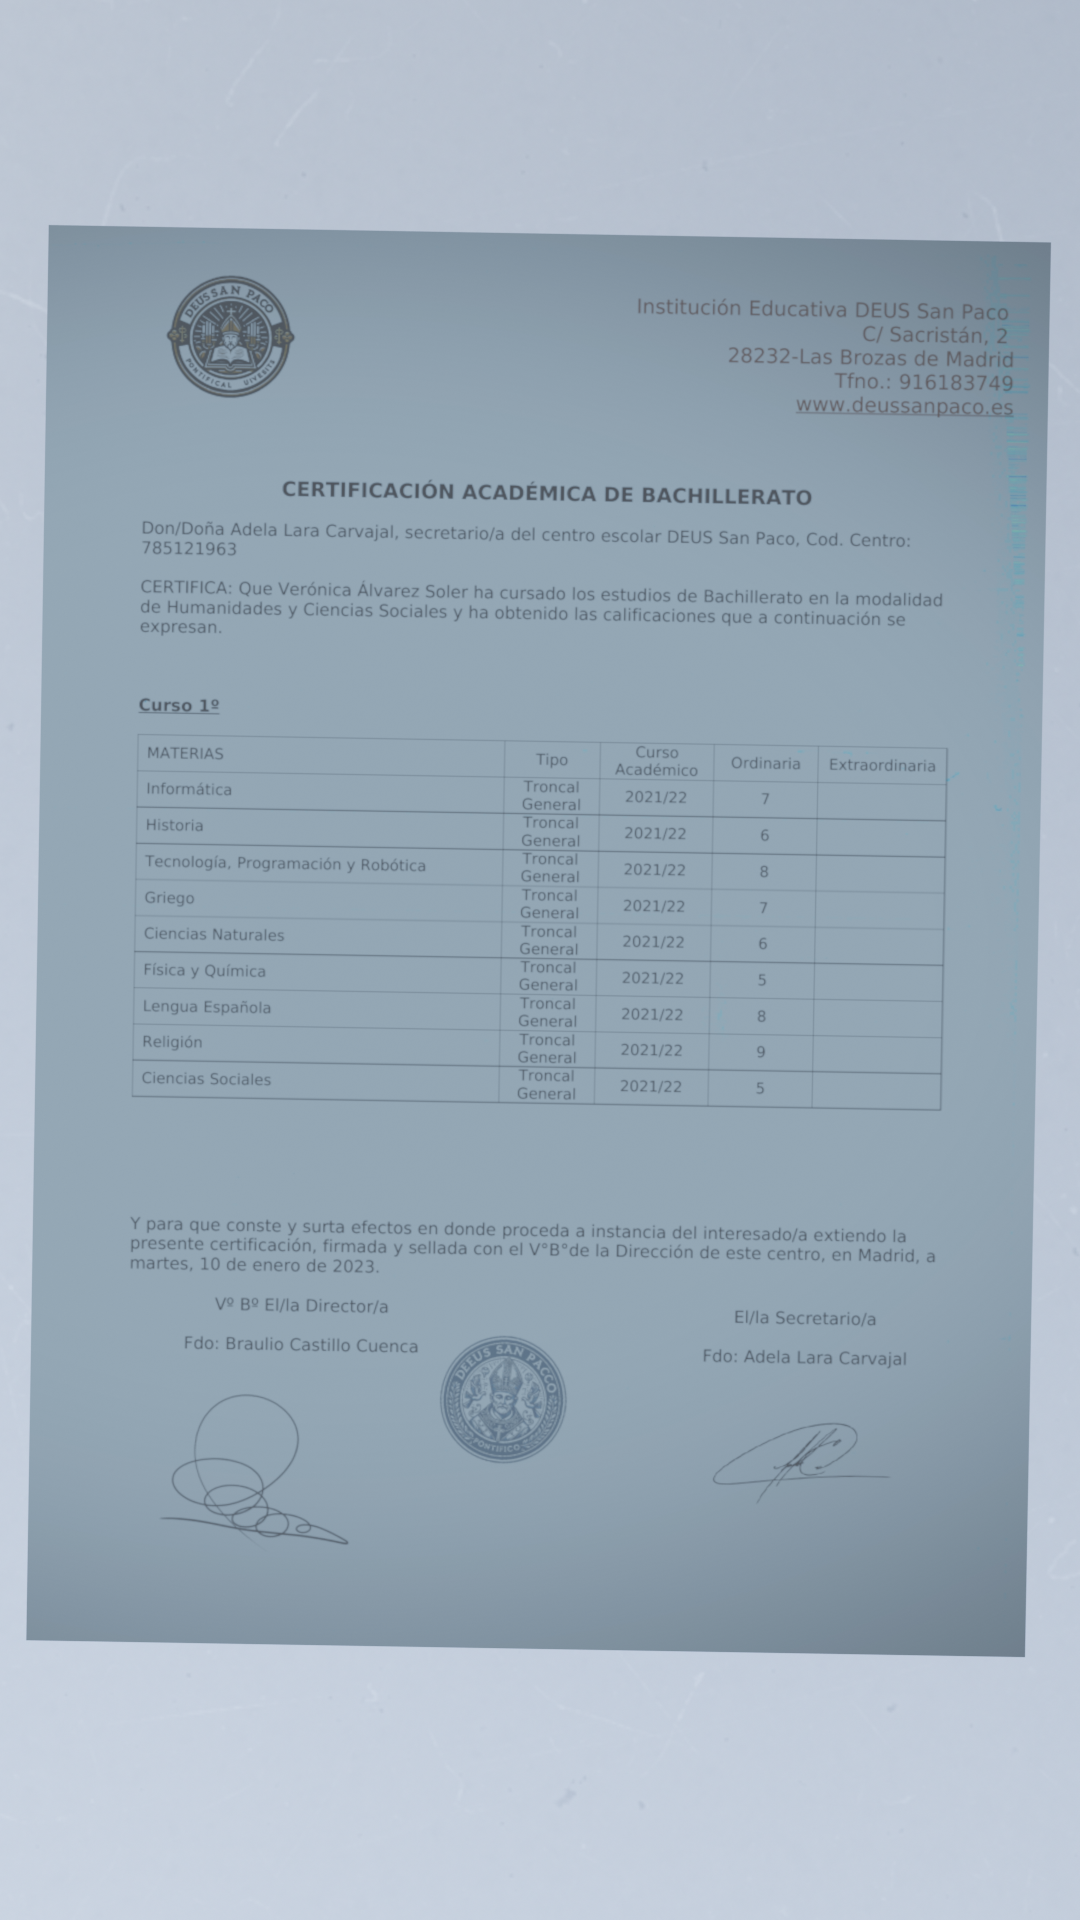 DEUS SAN PACO
PONTIFICAL UIVERSITS
Institución Educativa DEUS San Paco
C/ Sacristán, 2
28232-Las Brozas de Madrid
Tfno.: 916183749
www.deussanpaco.es
CERTIFICACIÓN ACADÉMICA DE BACHILLERATO
Don/Doña Adela Lara Carvajal, secretario/a del centro escolar DEUS San Paco, Cod. Centro:
785121963
CERTIFICA: Que Verónica Álvarez Soler ha cursado los estudios de Bachillerato en la modalidad
de Humanidades y Ciencias Sociales y ha obtenido las calificaciones que a continuación se
expresan.
Curso 1º
MATERIAS Tipo Curso Académico Ordinaria Extraordinaria
Informática Troncal General 2021/22 7
Historia Troncal General 2021/22 6
Tecnología, Programación y Robótica Troncal General 2021/22 8
Griego Troncal General 2021/22 7
Ciencias Naturales Troncal General 2021/22 6
Física y Química Troncal General 2021/22 5
Lengua Española Troncal General 2021/22 8
Religión Troncal General 2021/22 9
Ciencias Sociales Troncal General 2021/22 5
Y para que conste y surta efectos en donde proceda a instancia del interesado/a extiendo la
presente certificación, firmada y sellada con el V°B°de la Dirección de este centro, en Madrid, a
martes, 10 de enero de 2023.
Vº Bº El/la Director/a
El/la Secretario/a
Fdo: Braulio Castillo Cuenca
Fdo: Adela Lara Carvajal
DEEUS SAN PACCO
PONTHICO